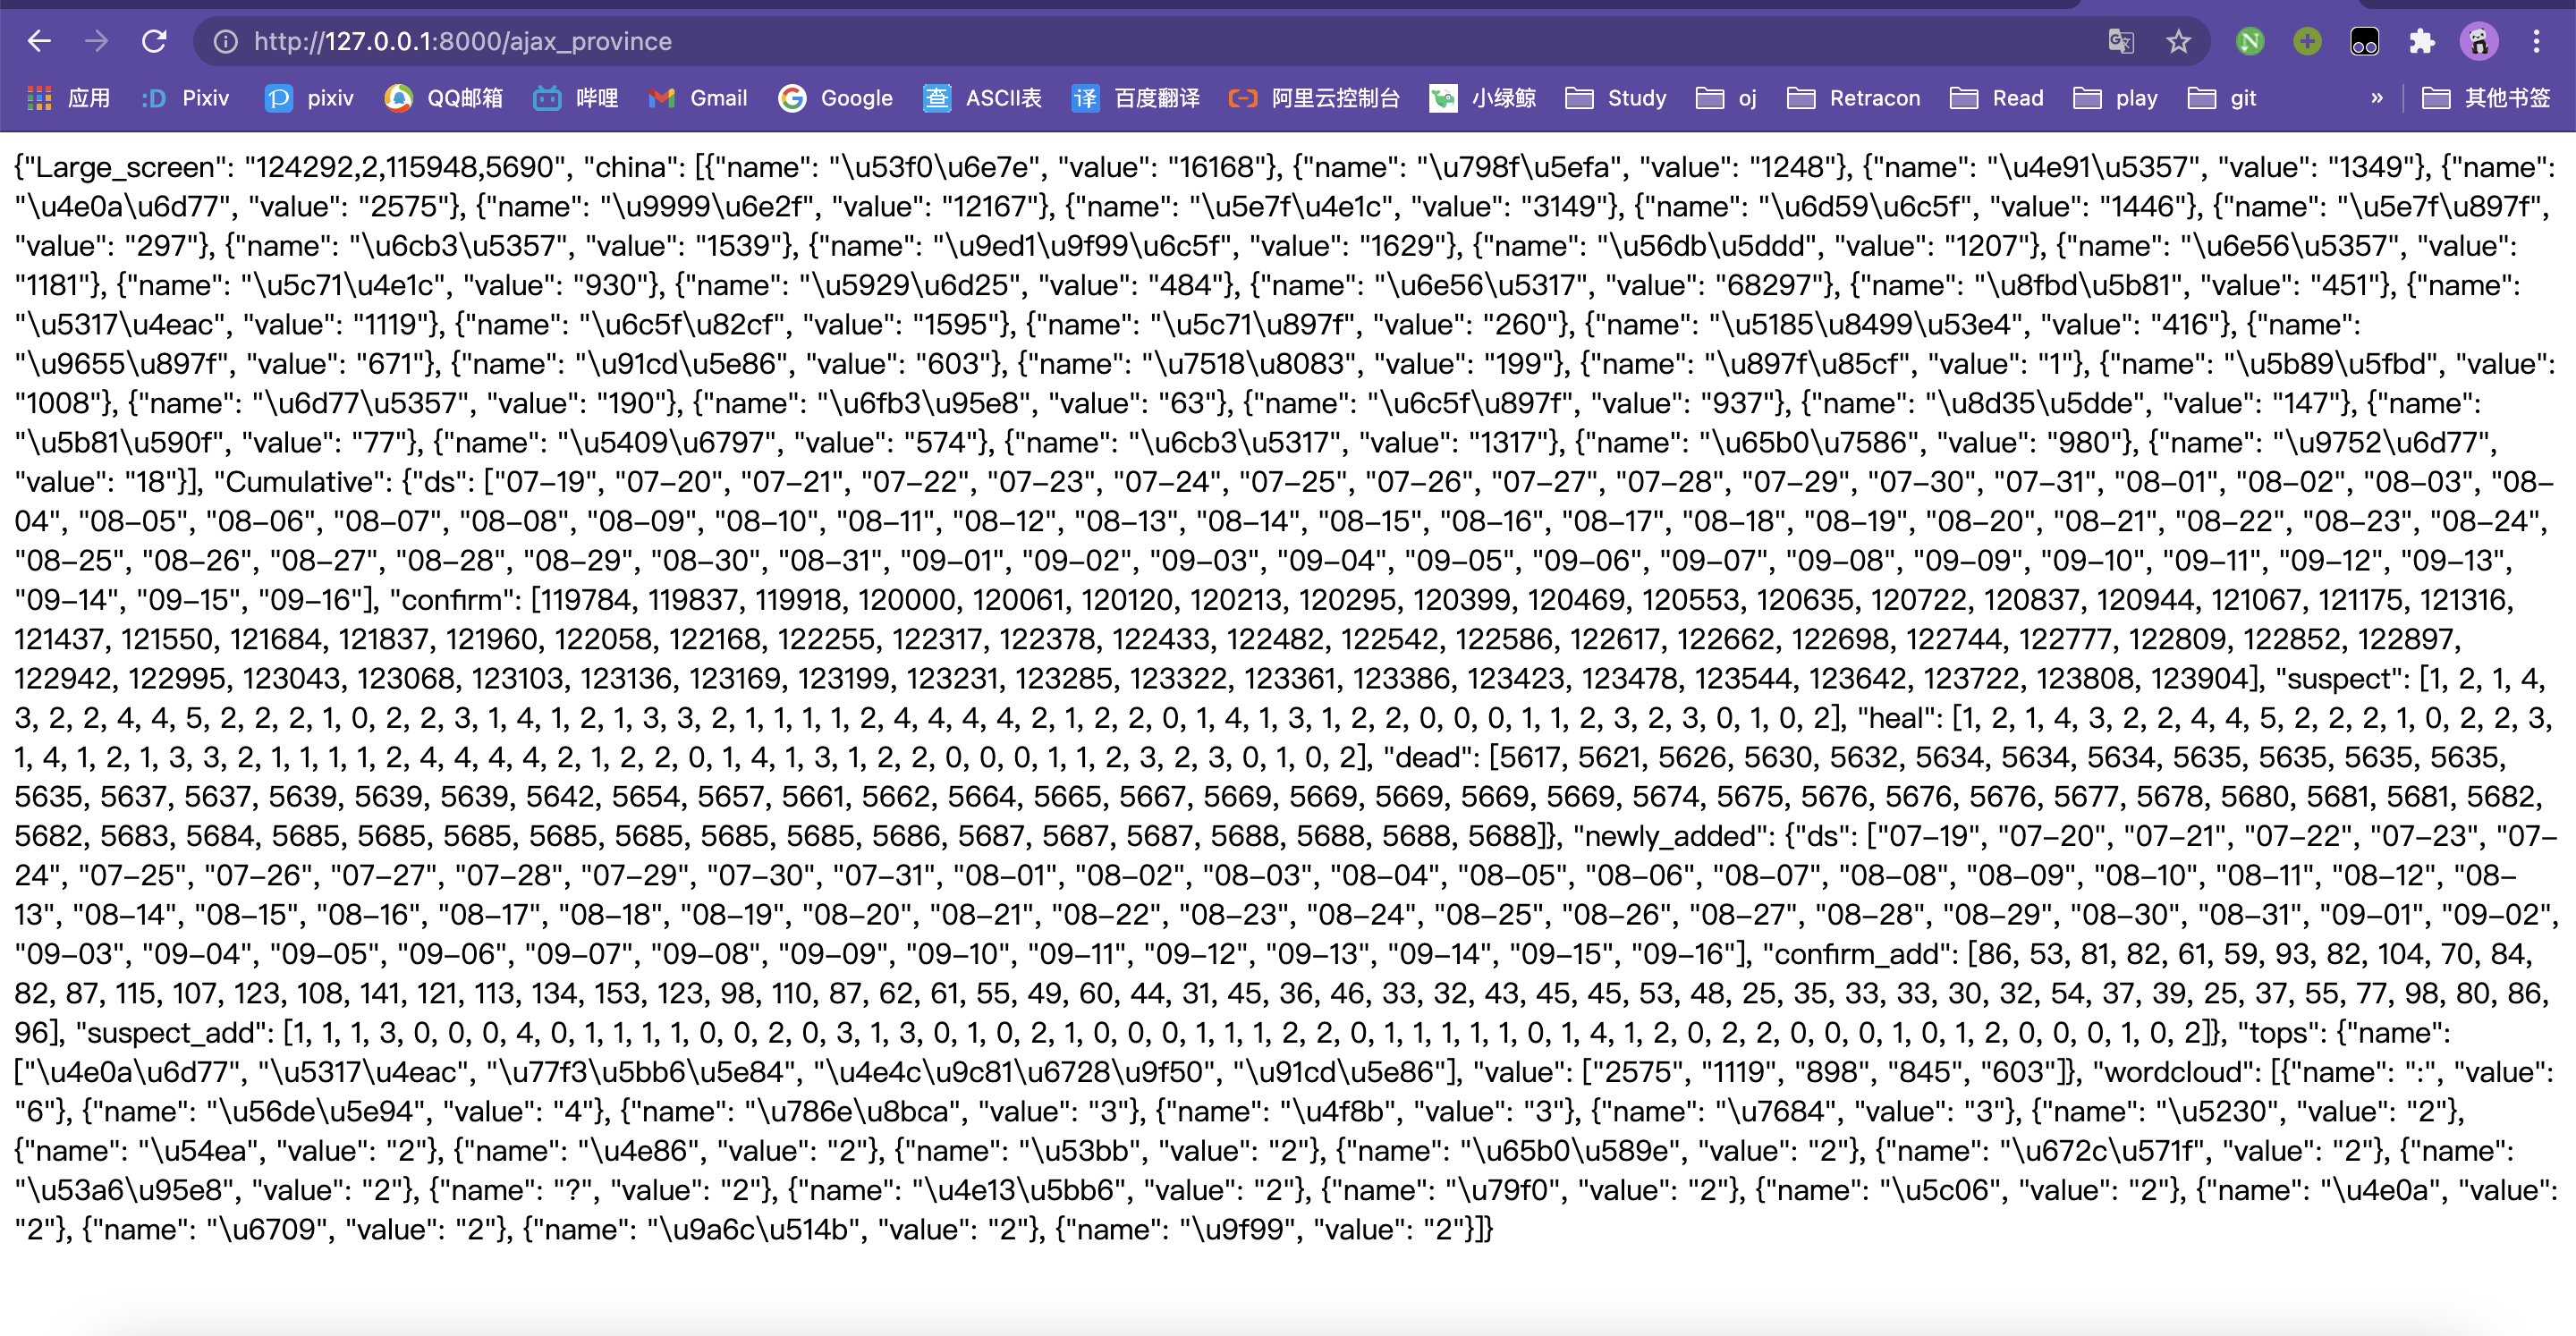 http://127.0.0.1:8000/ajax_province
应用 :D Pixiv pixiv QQ邮箱 哔哩 Gmail Google 查 ASCII表 译 百度翻译 阿里云控制台 小绿鲸 Study oj Retracon Read play git » 其他书签
{"Large_screen": "124292,2,115948,5690", "china": [{"name": "\u53f0\u6e7e", "value": "16168"}, {"name": "\u798f\u5efa", "value": "1248"}, {"name": "\u4e91\u5357", "value": "1349"}, {"name":
"\u4e0a\u6d77", "value": "2575"}, {"name": "\u9999\u6e2f", "value": "12167"}, {"name": "\u5e7f\u4e1c", "value": "3149"}, {"name": "\u6d59\u6c5f", "value": "1446"}, {"name": "\u5e7f\u897f",
"value": "297"}, {"name": "\u6cb3\u5357", "value": "1539"}, {"name": "\u9ed1\u9f99\u6c5f", "value": "1629"}, {"name": "\u56db\u5ddd", "value": "1207"}, {"name": "\u6e56\u5357", "value":
"1181"}, {"name": "\u5c71\u4e1c", "value": "930"}, {"name": "\u5929\u6d25", "value": "484"}, {"name": "\u6e56\u5317", "value": "68297"}, {"name": "\u8fbd\u5b81", "value": "451"}, {"name":
"\u5317\u4eac", "value": "1119"}, {"name": "\u6c5f\u82cf", "value": "1595"}, {"name": "\u5c71\u897f", "value": "260"}, {"name": "\u5185\u8499\u53e4", "value": "416"}, {"name":
"\u9655\u897f", "value": "671"}, {"name": "\u91cd\u5e86", "value": "603"}, {"name": "\u7518\u8083", "value": "199"}, {"name": "\u897f\u85cf", "value": "1"}, {"name": "\u5b89\u5fbd", "value":
"1008"}, {"name": "\u6d77\u5357", "value": "190"}, {"name": "\u6fb3\u95e8", "value": "63"}, {"name": "\u6c5f\u897f", "value": "937"}, {"name": "\u8d35\u5dde", "value": "147"}, {"name":
"\u5b81\u590f", "value": "77"}, {"name": "\u5409\u6797", "value": "574"}, {"name": "\u6cb3\u5317", "value": "1317"}, {"name": "\u65b0\u7586", "value": "980"}, {"name": "\u9752\u6d77",
"value": "18"}], "Cumulative": {"ds": ["07-19", "07-20", "07-21", "07-22", "07-23", "07-24", "07-25", "07-26", "07-27", "07-28", "07-29", "07-30", "07-31", "08-01", "08-02", "08-03", "08-
04", "08-05", "08-06", "08-07", "08-08", "08-09", "08-10", "08-11", "08-12", "08-13", "08-14", "08-15", "08-16", "08-17", "08-18", "08-19", "08-20", "08-21", "08-22", "08-23", "08-24",
"08-25", "08-26", "08-27", "08-28", "08-29", "08-30", "08-31", "09-01", "09-02", "09-03", "09-04", "09-05", "09-06", "09-07", "09-08", "09-09", "09-10", "09-11", "09-12", "09-13",
"09-14", "09-15", "09-16"], "confirm": [119784, 119837, 119918, 120000, 120061, 120120, 120213, 120295, 120399, 120469, 120553, 120635, 120722, 120837, 120944, 121067, 121175, 121316,
121437, 121550, 121684, 121837, 121960, 122058, 122168, 122255, 122317, 122378, 122433, 122482, 122542, 122586, 122617, 122662, 122698, 122744, 122777, 122809, 122852, 122897,
122942, 122995, 123043, 123068, 123103, 123136, 123169, 123199, 123231, 123285, 123322, 123361, 123386, 123423, 123478, 123544, 123642, 123722, 123808, 123904], "suspect": [1, 2, 1, 4,
3, 2, 2, 4, 4, 5, 2, 2, 2, 1, 0, 2, 2, 3, 1, 4, 1, 2, 1, 3, 3, 2, 1, 1, 1, 1, 2, 4, 4, 4, 4, 2, 1, 2, 2, 0, 1, 4, 1, 3, 1, 2, 2, 0, 0, 0, 1, 1, 2, 3, 2, 3, 0, 1, 0, 2], "heal": [1, 2, 1, 4, 3, 2, 2, 4, 4, 5, 2, 2, 2, 1, 0, 2, 2, 3,
1, 4, 1, 2, 1, 3, 3, 2, 1, 1, 1, 1, 2, 4, 4, 4, 4, 2, 1, 2, 2, 0, 1, 4, 1, 3, 1, 2, 2, 0, 0, 0, 1, 1, 2, 3, 2, 3, 0, 1, 0, 2], "dead": [5617, 5621, 5626, 5630, 5632, 5634, 5634, 5634, 5635, 5635, 5635, 5635,
5635, 5637, 5637, 5639, 5639, 5639, 5642, 5654, 5657, 5661, 5662, 5664, 5665, 5667, 5669, 5669, 5669, 5669, 5669, 5674, 5675, 5676, 5676, 5676, 5677, 5678, 5680, 5681, 5681, 5682,
5682, 5683, 5684, 5685, 5685, 5685, 5685, 5685, 5685, 5685, 5686, 5687, 5687, 5687, 5688, 5688, 5688, 5688]}, "newly_added": {"ds": ["07-19", "07-20", "07-21", "07-22", "07-23", "07-
24", "07-25", "07-26", "07-27", "07-28", "07-29", "07-30", "07-31", "08-01", "08-02", "08-03", "08-04", "08-05", "08-06", "08-07", "08-08", "08-09", "08-10", "08-11", "08-12", "08-
13", "08-14", "08-15", "08-16", "08-17", "08-18", "08-19", "08-20", "08-21", "08-22", "08-23", "08-24", "08-25", "08-26", "08-27", "08-28", "08-29", "08-30", "08-31", "09-01", "09-02",
"09-03", "09-04", "09-05", "09-06", "09-07", "09-08", "09-09", "09-10", "09-11", "09-12", "09-13", "09-14", "09-15", "09-16"], "confirm_add": [86, 53, 81, 82, 61, 59, 93, 82, 104, 70, 84,
82, 87, 115, 107, 123, 108, 141, 121, 113, 134, 153, 123, 98, 110, 87, 62, 61, 55, 49, 60, 44, 31, 45, 36, 46, 33, 32, 43, 45, 45, 53, 48, 25, 35, 33, 33, 30, 32, 54, 37, 39, 25, 37, 55, 77, 98, 80, 86,
96], "suspect_add": [1, 1, 1, 3, 0, 0, 0, 4, 0, 1, 1, 1, 1, 0, 0, 2, 0, 3, 1, 3, 0, 1, 0, 2, 1, 0, 0, 0, 1, 1, 1, 2, 2, 0, 1, 1, 1, 1, 1, 0, 1, 4, 1, 2, 0, 2, 2, 0, 0, 0, 1, 0, 1, 2, 0, 0, 0, 1, 0, 2]}, "tops": {"name":
["\u4e0a\u6d77", "\u5317\u4eac", "\u77f3\u5bb6\u5e84", "\u4e4c\u9c81\u6728\u9f50", "\u91cd\u5e86"], "value": ["2575", "1119", "898", "845", "603"]}, "wordcloud": [{"name": ":", "value":
"6"}, {"name": "\u56de\u5e94", "value": "4"}, {"name": "\u786e\u8bca", "value": "3"}, {"name": "\u4f8b", "value": "3"}, {"name": "\u7684", "value": "3"}, {"name": "\u5230", "value": "2"},
{"name": "\u54ea", "value": "2"}, {"name": "\u4e86", "value": "2"}, {"name": "\u53bb", "value": "2"}, {"name": "\u65b0\u589e", "value": "2"}, {"name": "\u672c\u571f", "value": "2"}, {"name":
"\u53a6\u95e8", "value": "2"}, {"name": "?", "value": "2"}, {"name": "\u4e13\u5bb6", "value": "2"}, {"name": "\u79f0", "value": "2"}, {"name": "\u5c06", "value": "2"}, {"name": "\u4e0a", "value":
"2"}, {"name": "\u6709", "value": "2"}, {"name": "\u9a6c\u514b", "value": "2"}, {"name": "\u9f99", "value": "2"}]}